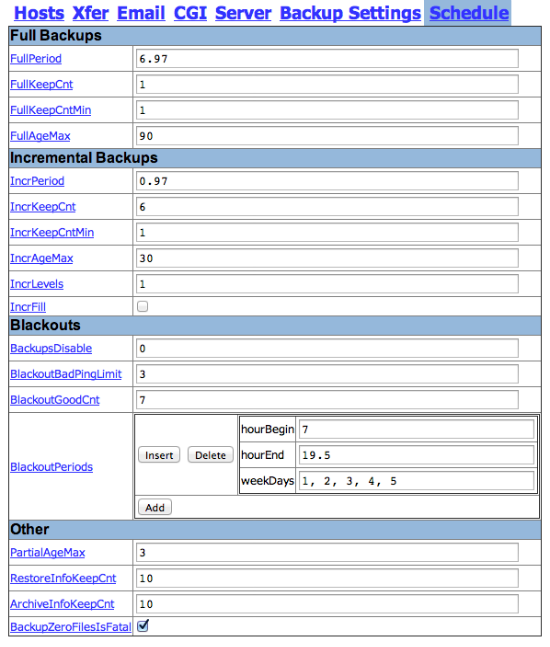 Hosts Xfer Email CGI Server Backup Settings Schedule
Full Backups
FullPeriod 6.97
FullKeepCnt 1
FullKeepCntMin 1
FullAgeMax 90
Incremental Backups
IncrPeriod 0.97
IncrKeepCnt 6
IncrKeepCntMin 1
IncrAgeMax 30
IncrLevels 1
IncrFill
Blackouts
BackupsDisable 0
BlackoutBadPingLimit 3
BlackoutGoodCnt 7
BlackoutPeriods
Insert Delete
hourBegin 7
hourEnd 19.5
weekDays 1, 2, 3, 4, 5
Add
Other
PartialAgeMax 3
RestoreInfoKeepCnt 10
ArchiveInfoKeepCnt 10
BackupZeroFilesIsFatal